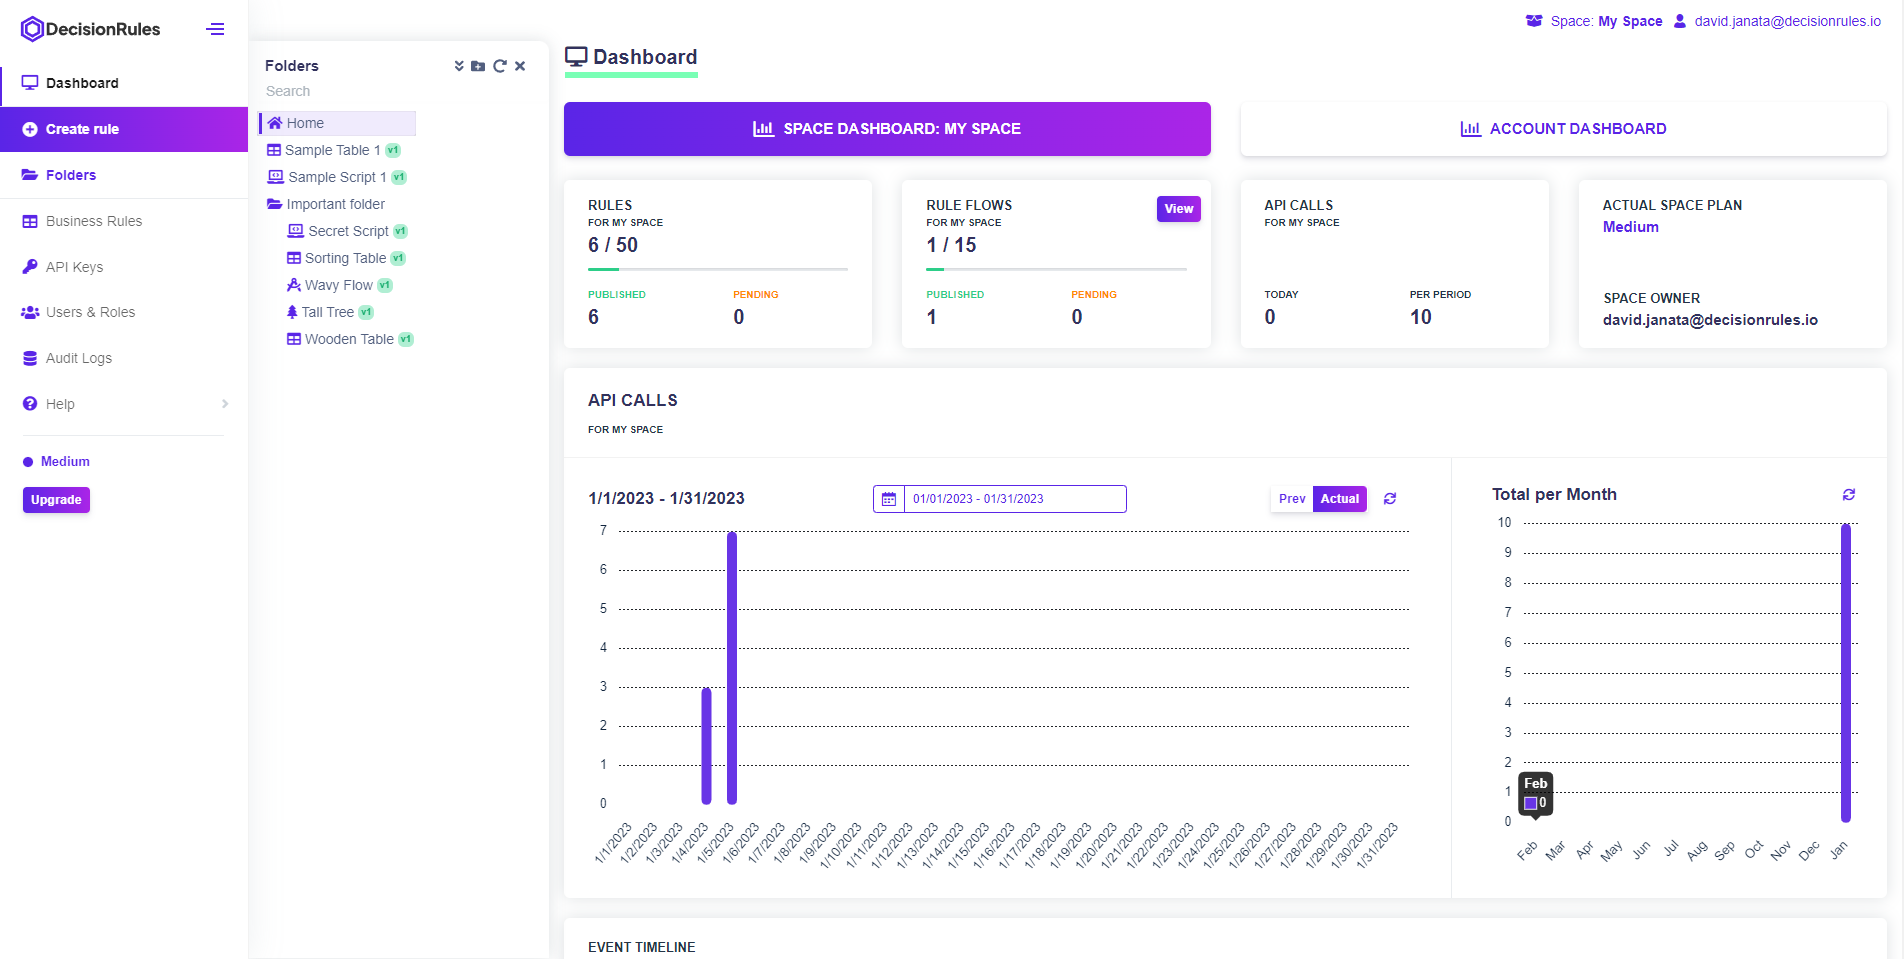 DecisionRules
Space: My Space
david.janata@decisionrules.io
Dashboard
Create rule
Folders
Business Rules
API Keys
Users & Roles
Audit Logs
Help
Medium
Upgrade
Folders
Search
Home
Sample Table 1 v1
Sample Script 1 v1
Important folder
Secret Script v1
Sorting Table v1
Wavy Flow v1
Tall Tree v1
Wooden Table v1
Dashboard
SPACE DASHBOARD: MY SPACE
ACCOUNT DASHBOARD
RULES
FOR MY SPACE
6 / 50
PUBLISHED PENDING
6 0
RULE FLOWS
View
FOR MY SPACE
1 / 15
PUBLISHED PENDING
1 0
API CALLS
FOR MY SPACE
TODAY PER PERIOD
0 10
ACTUAL SPACE PLAN
Medium
SPACE OWNER
david.janata@decisionrules.io
API CALLS
FOR MY SPACE
1/1/2023 - 1/31/2023
01/01/2023 - 01/31/2023
Prev Actual
7
6
5
4
3
2
1
0
1/1/2023 1/2/2023 1/3/2023 1/4/2023 1/5/2023 1/6/2023 1/7/2023 1/8/2023 1/9/2023 1/10/2023 1/11/2023 1/12/2023 1/13/2023 1/14/2023 1/15/2023 1/16/2023 1/17/2023 1/18/2023 1/19/2023 1/20/2023 1/21/2023 1/22/2023 1/23/2023 1/24/2023 1/25/2023 1/26/2023 1/27/2023 1/28/2023 1/29/2023 1/30/2023 1/31/2023
Total per Month
10
9
8
7
6
5
4
3
2
1
0
Feb
0
Feb Mar Apr May Jun Jul Aug Sep Oct Nov Dec Jan
EVENT TIMELINE